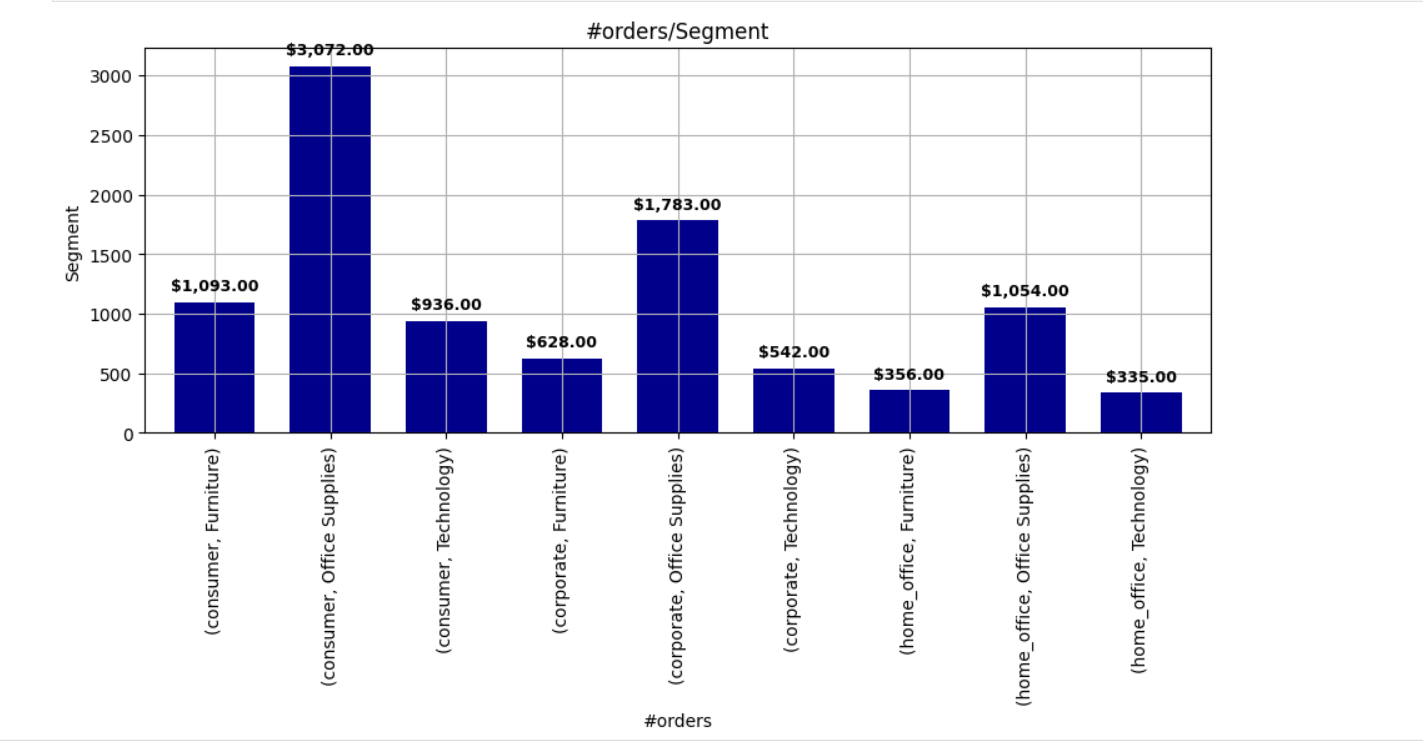 #orders/Segment
$3,072.00
3000
2500
2000
1500
1000
500
0
Segment
$1,093.00
$936.00
$628.00
$1,783.00
$542.00
$356.00
$1,054.00
$335.00
(consumer, Furniture)
(consumer, Office Supplies)
(consumer, Technology)
(corporate, Furniture)
(corporate, Office Supplies)
(corporate, Technology)
(home_office, Furniture)
(home_office, Office Supplies)
(home_office, Technology)
#orders